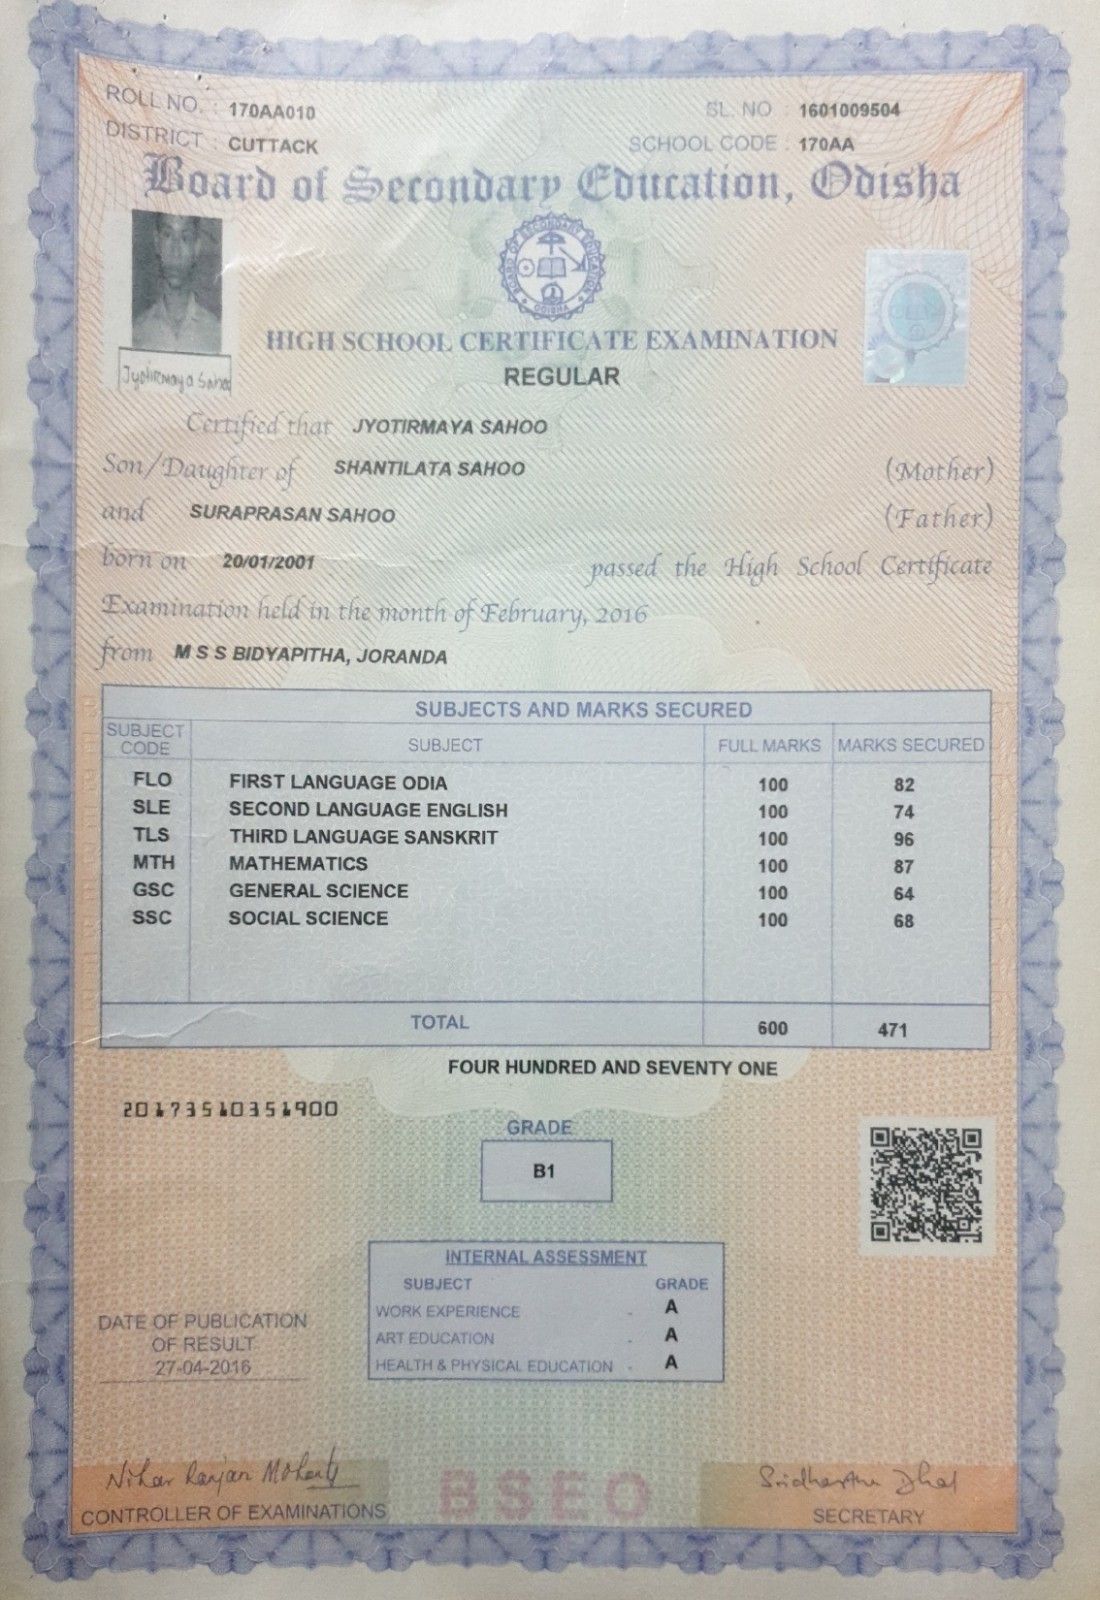 ROLL NO. : 170AA010
SL. NO : 1601009504
DISTRICT : CUTTACK
SCHOOL CODE : 170AA
Board of Secondary Education, Odisha
BOARD OF SECONDARY EDUCATION
ODISHA
Jyotirmaya Sahoo
HIGH SCHOOL CERTIFICATE EXAMINATION
REGULAR
Certified that JYOTIRMAYA SAHOO
Son/Daughter of SHANTILATA SAHOO (Mother)
and SURAPRASAN SAHOO (Father)
born on 20/01/2001 passed the High School Certificate
Examination held in the month of February, 2016
from M S S BIDYAPITHA, JORANDA
SUBJECTS AND MARKS SECURED
SUBJECT CODE SUBJECT FULL MARKS MARKS SECURED
FLO FIRST LANGUAGE ODIA 100 82
SLE SECOND LANGUAGE ENGLISH 100 74
TLS THIRD LANGUAGE SANSKRIT 100 96
MTH MATHEMATICS 100 87
GSC GENERAL SCIENCE 100 64
SSC SOCIAL SCIENCE 100 68
TOTAL 600 471
FOUR HUNDRED AND SEVENTY ONE
20173510351900
GRADE
B1
INTERNAL ASSESSMENT
SUBJECT GRADE
WORK EXPERIENCE - A
ART EDUCATION - A
HEALTH & PHYSICAL EDUCATION - A
DATE OF PUBLICATION
OF RESULT
27-04-2016
Nihar Ranjan Mohanty
CONTROLLER OF EXAMINATIONS
BSEO
SECRETARY